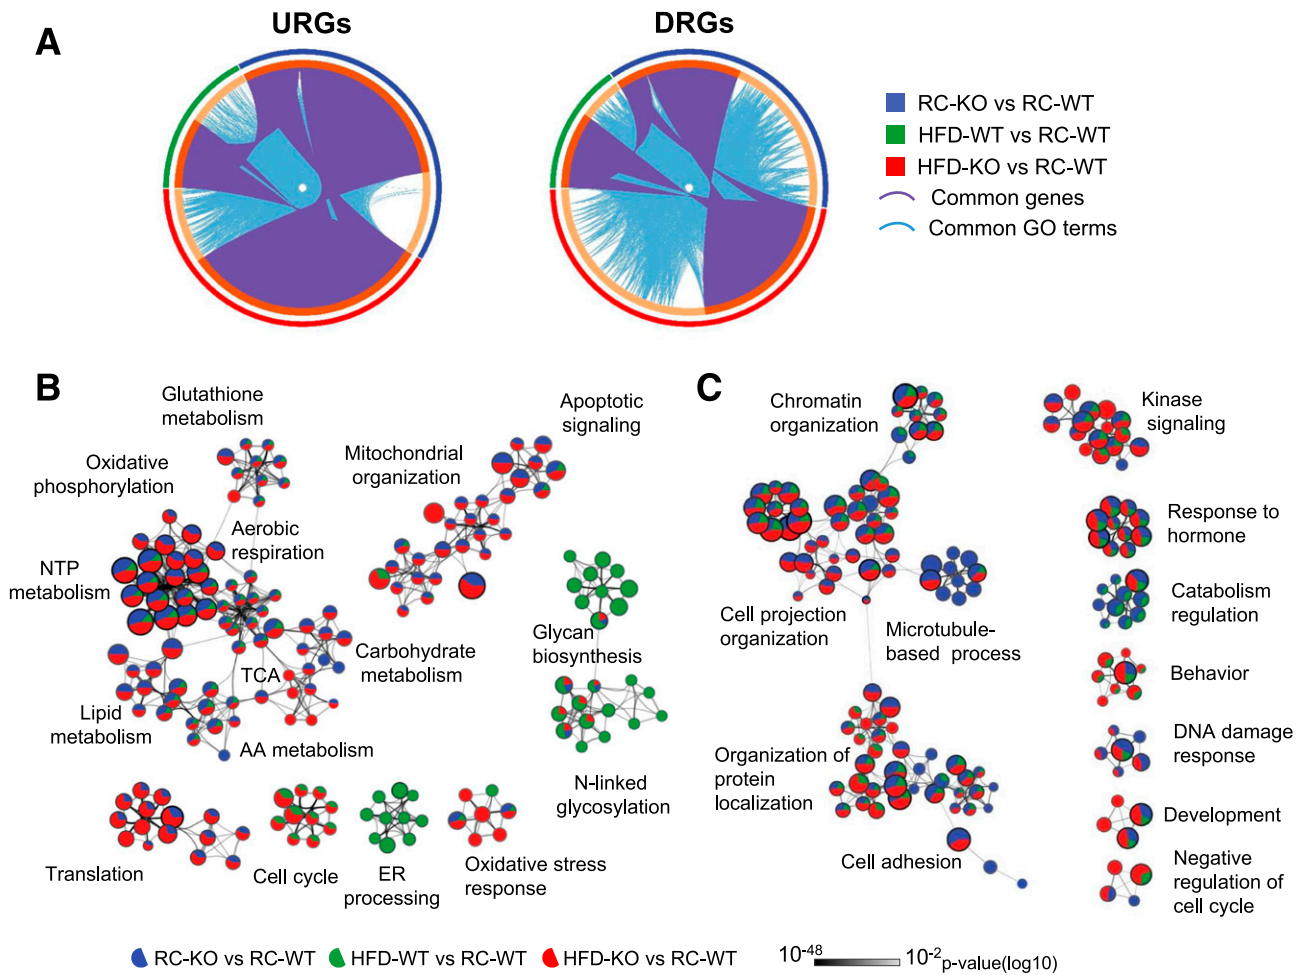 A
URGs
DRGs
RC-KO vs RC-WT
HFD-WT vs RC-WT
HFD-KO vs RC-WT
Common genes
Common GO terms
B
Glutathione
metabolism
Oxidative
phosphorylation
Aerobic
respiration
NTP
metabolism
Mitochondrial
organization
Apoptotic
signaling
Glycan
biosynthesis
Carbohydrate
metabolism
TCA
Lipid
metabolism
AA metabolism
N-linked
glycosylation
Translation
Cell cycle
ER
processing
Oxidative stress
response
C
Chromatin
organization
Kinase
signaling
Response to
hormone
Catabolism
regulation
Cell projection
organization
Microtubule-
based process
Behavior
DNA damage
response
Organization of
protein
localization
Development
Cell adhesion
Negative
regulation of
cell cycle
RC-KO vs RC-WT
HFD-WT vs RC-WT
HFD-KO vs RC-WT
10-48
10-2
p-value(log10)